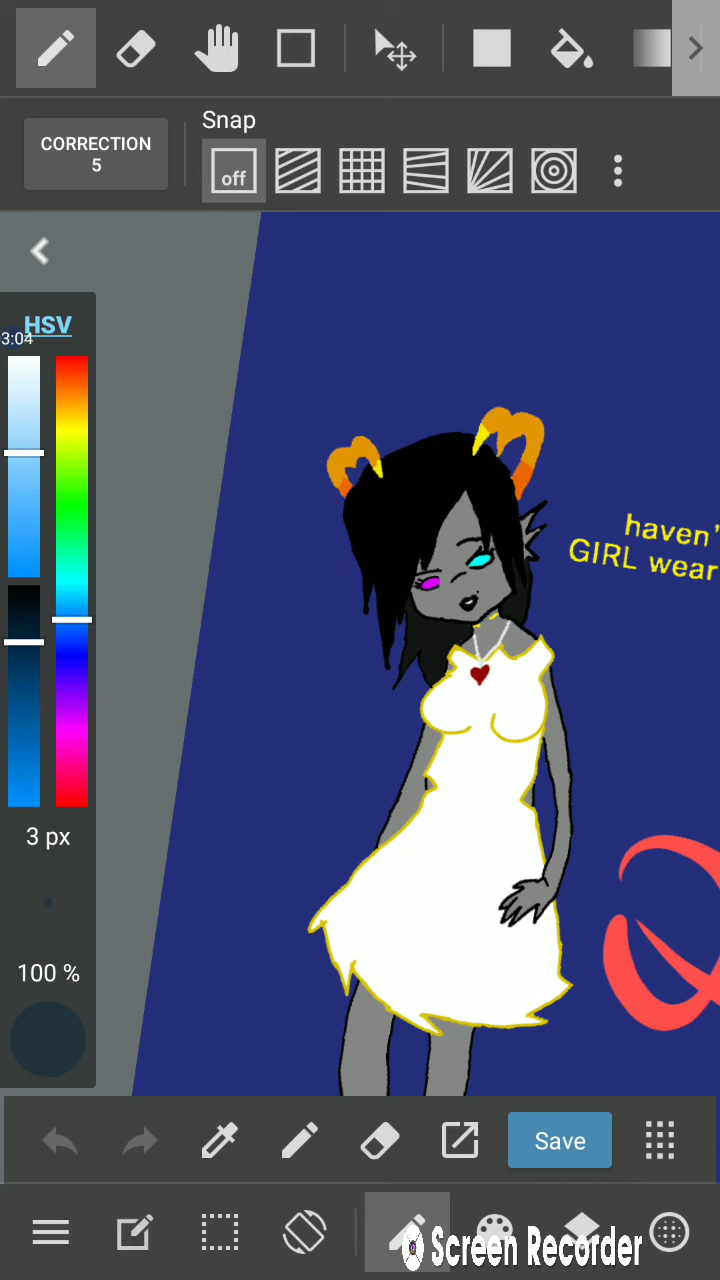 Snap
CORRECTION
5
off
HSV
3:04
haven'
GIRL wear
3 px
100 %
Save
Screen Recorder